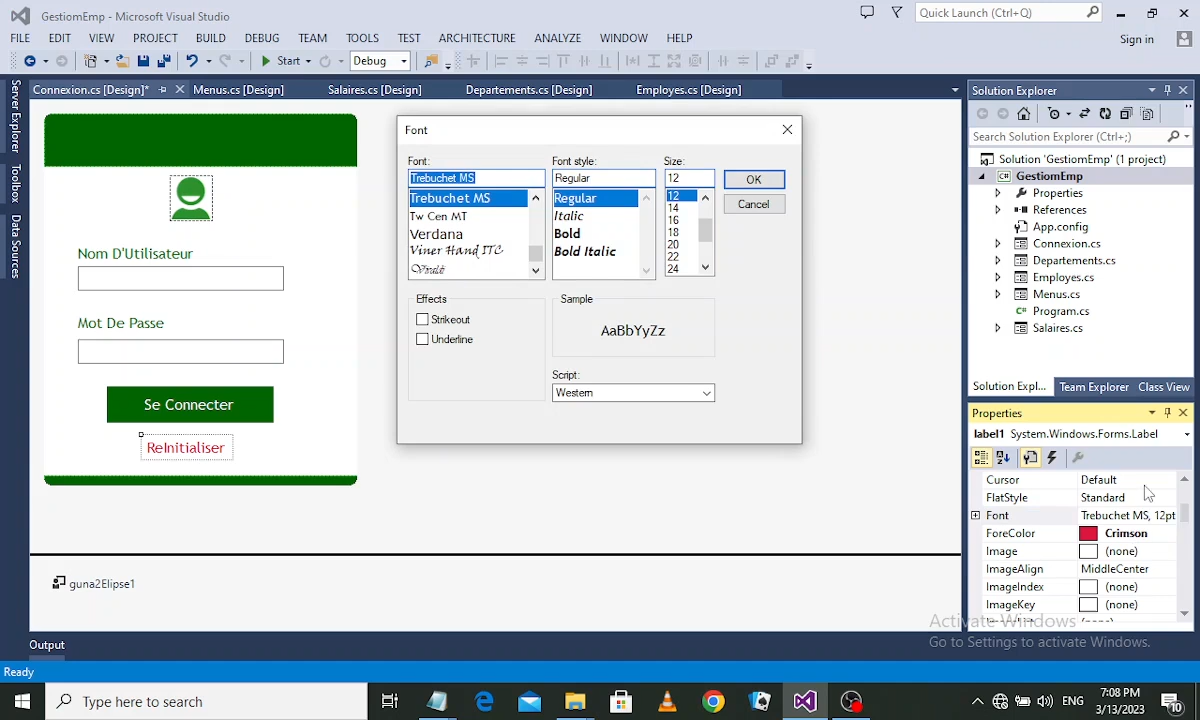 GestiomEmp - Microsoft Visual Studio
Quick Launch (Ctrl+Q)
FILE EDIT VIEW PROJECT BUILD DEBUG TEAM TOOLS TEST ARCHITECTURE ANALYZE WINDOW HELP
Sign in
Start
Debug
Server Explorer
Toolbox
Data Sources
Connexion.cs [Design]*
Menus.cs [Design]
Salaires.cs [Design]
Departements.cs [Design]
Employes.cs [Design]
Nom D'Utilisateur
Mot De Passe
Se Connecter
ReInitialiser
guna2Elipse1
Font
Font:
Font style:
Size:
Trebuchet MS
Regular
12
OK
Cancel
Trebuchet MS
Tw Cen MT
Verdana
Viner Hand ITC
Vivaldi
Regular
Italic
Bold
Bold Italic
12
14
16
18
20
22
24
Effects
Strikeout
Underline
Sample
AaBbYyZz
Script:
Western
Solution Explorer
Search Solution Explorer (Ctrl+;)
Solution 'GestiomEmp' (1 project)
GestiomEmp
Properties
References
App.config
Connexion.cs
Departements.cs
Employes.cs
Menus.cs
Program.cs
Salaires.cs
Solution Expl...
Team Explorer
Class View
Properties
label1 System.Windows.Forms.Label
Cursor Default
FlatStyle Standard
Font Trebuchet MS, 12pt
ForeColor Crimson
Image (none)
ImageAlign MiddleCenter
ImageIndex (none)
ImageKey (none)
Activate Windows
Go to Settings to activate Windows.
Output
Ready
Type here to search
ENG
7:08 PM
3/13/2023
10